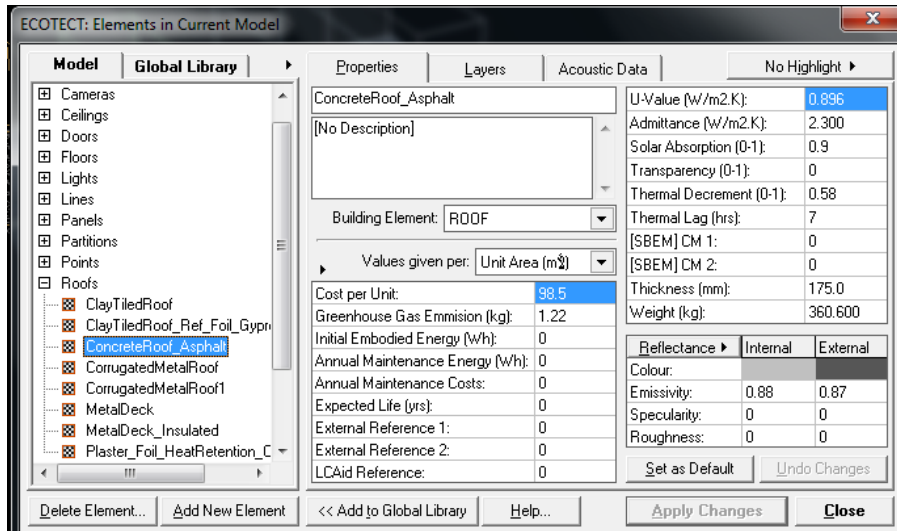 ECOTECT: Elements in Current Model
Model
Global Library
Cameras
Ceilings
Doors
Floors
Lights
Lines
Panels
Partitions
Points
Roofs
ClayTiledRoof
ClayTiledRoof_Ref_Foil_Gypr
ConcreteRoof_Asphalt
CorrugatedMetalRoof
CorrugatedMetalRoof1
MetalDeck
MetalDeck_Insulated
Plaster_Foil_HeatRetention_C
Delete Element...
Add New Element
Properties
Layers
Acoustic Data
No Highlight
ConcreteRoof_Asphalt
[No Description]
Building Element: ROOF
Values given per: Unit Area (m²)
Cost per Unit: 98.5
Greenhouse Gas Emmision (kg): 1.22
Initial Embodied Energy (Wh): 0
Annual Maintenance Energy (Wh): 0
Annual Maintenance Costs: 0
Expected Life (yrs): 0
External Reference 1: 0
External Reference 2: 0
LCAid Reference: 0
U-Value (W/m2.K): 0.896
Admittance (W/m2.K): 2.300
Solar Absorption (0-1): 0.9
Transparency (0-1): 0
Thermal Decrement (0-1): 0.58
Thermal Lag (hrs): 7
[SBEM] CM 1: 0
[SBEM] CM 2: 0
Thickness (mm): 175.0
Weight (kg): 360.600
Reflectance Internal External
Colour:
Emissivity: 0.88 0.87
Specularity: 0 0
Roughness: 0 0
Set as Default
Undo Changes
<< Add to Global Library
Help...
Apply Changes
Close